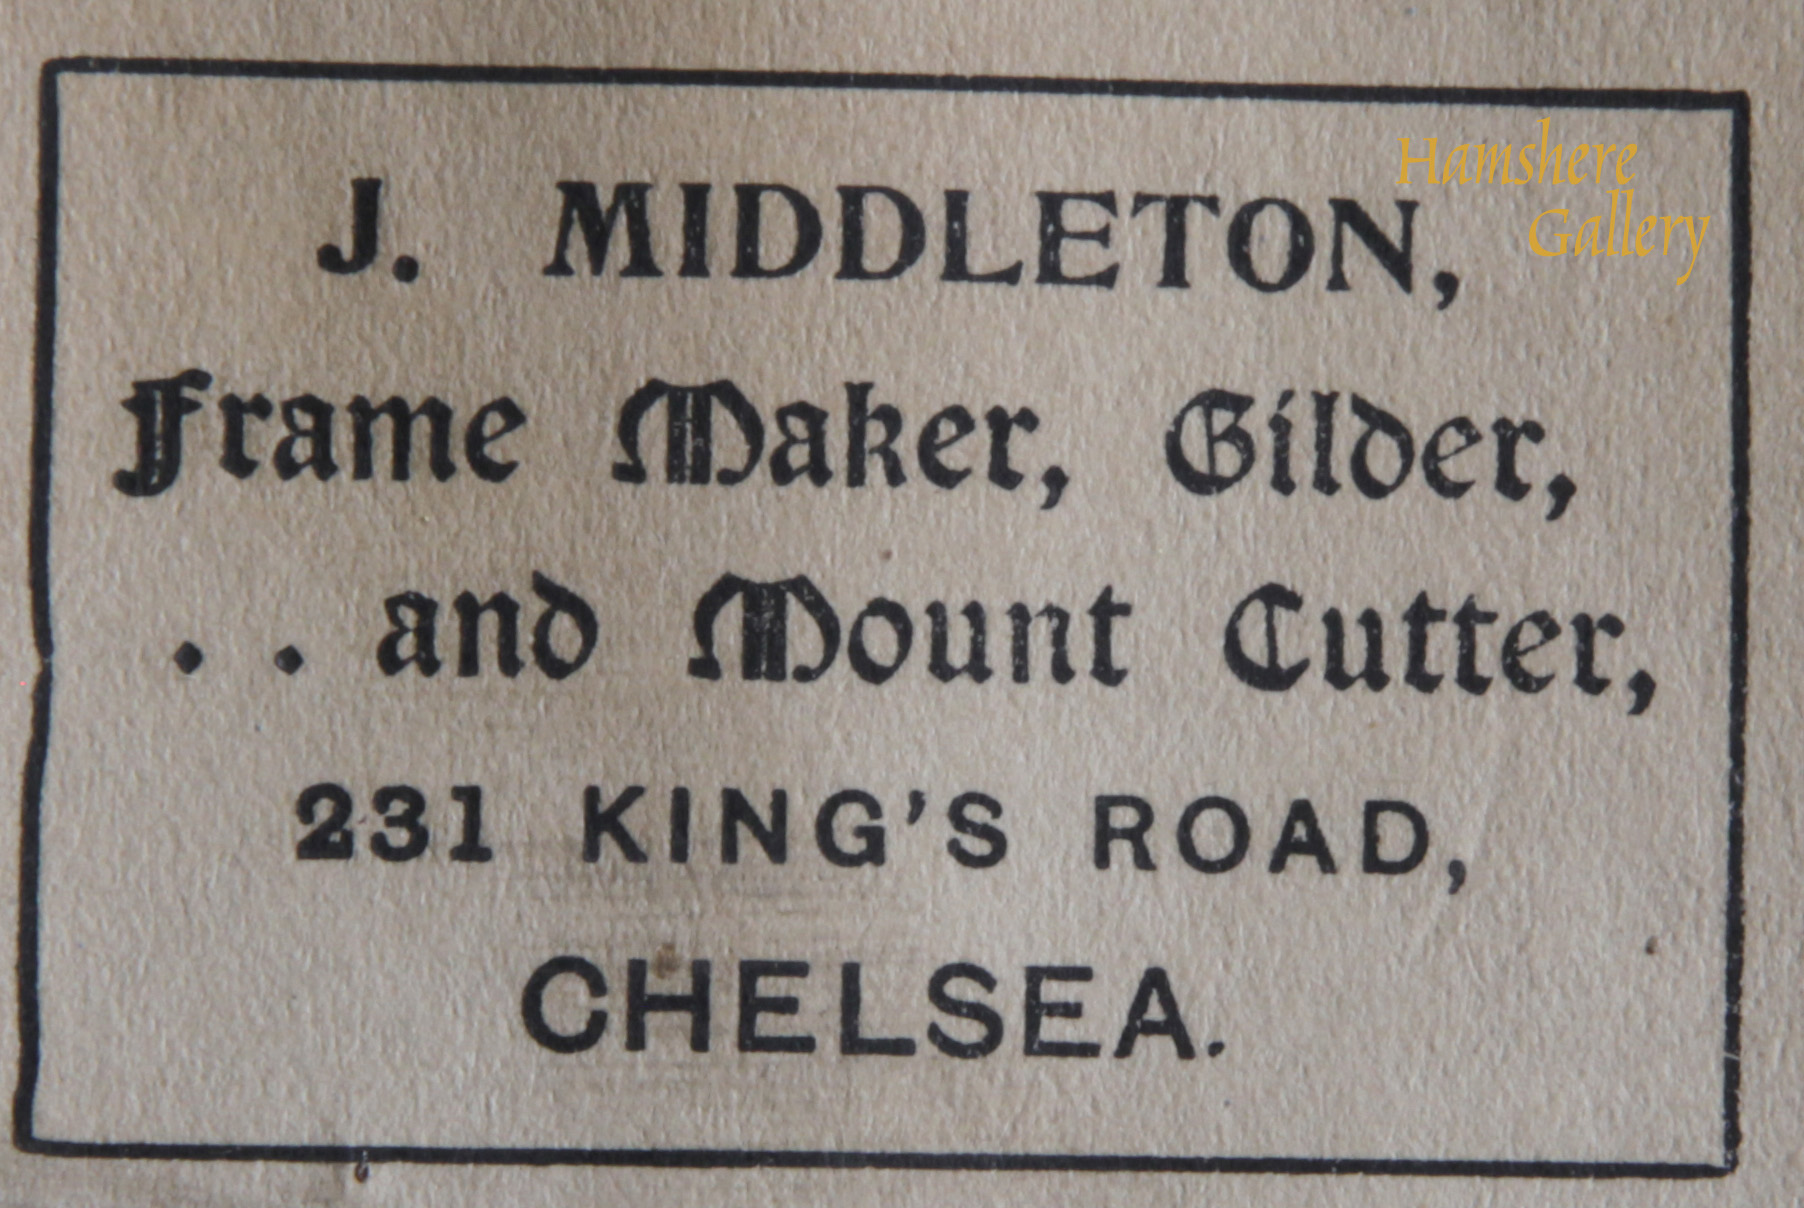 Hamshere
Gallery
J. MIDDLETON,
Frame Maker, Gilder,
. . and Mount Cutter,
231 KING'S ROAD,
CHELSEA.